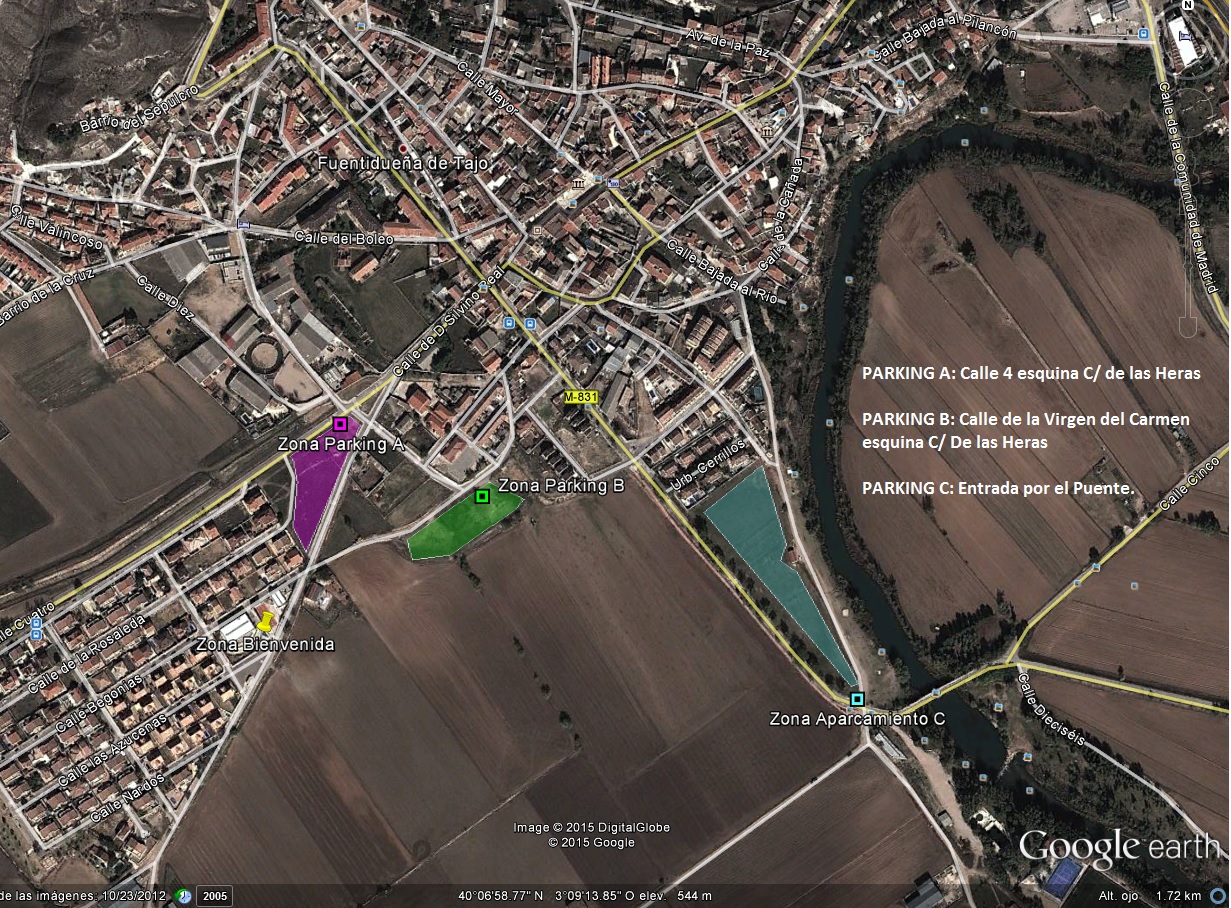 N
Av. de la Paz
Calle Bajada al Pilancón
Calle Mayor
Barrio del Sepulcro
Calle de la Comunidad de Madrid
Fuentidueña de Tajo
Calle de la Cañada
Calle Valincoso
Calle del Boleo
Calle Bajada al Rio
Barrio de la Cruz
Calle Diez
Calle de D. Silvino Leal
PARKING A: Calle 4 esquina C/ de las Heras
M-831
PARKING B: Calle de la Virgen del Carmen
esquina C/ De las Heras
Zona Parking A
Urb. Cerrillos
Zona Parking B
PARKING C: Entrada por el Puente.
Calle Cinco
lle Cuatro
Calle de la Rosaleda
Zona Bienvenida
Calle Begonias
Calle Dieciséis
Zona Aparcamiento C
Calle las Azucenas
Calle Nardos
Image © 2015 DigitalGlobe
© 2015 Google
Google earth
de las imágenes: 10/23/2012
2005
40°06'58.77" N 3°09'13.85" O elev. 544 m
Alt. ojo 1.72 km